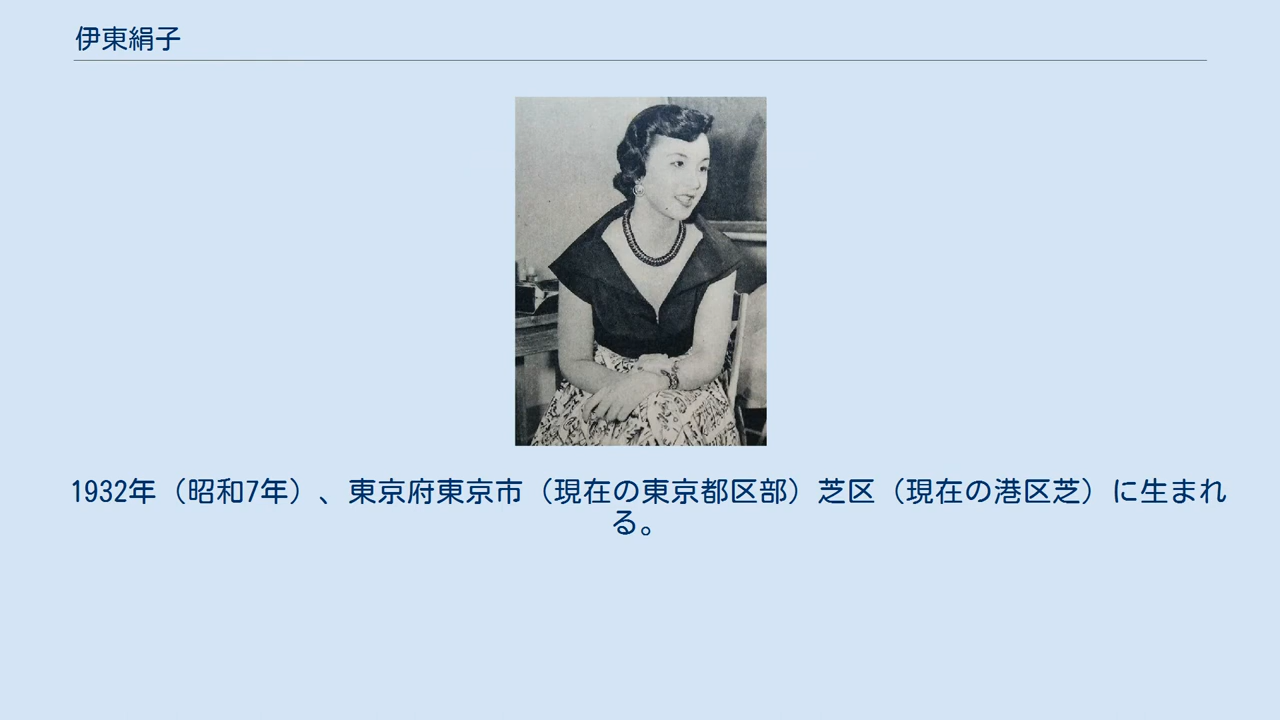 伊東絹子
1932年（昭和7年）、東京府東京市（現在の東京都区部）芝区（現在の港区芝）に生まれ
る。